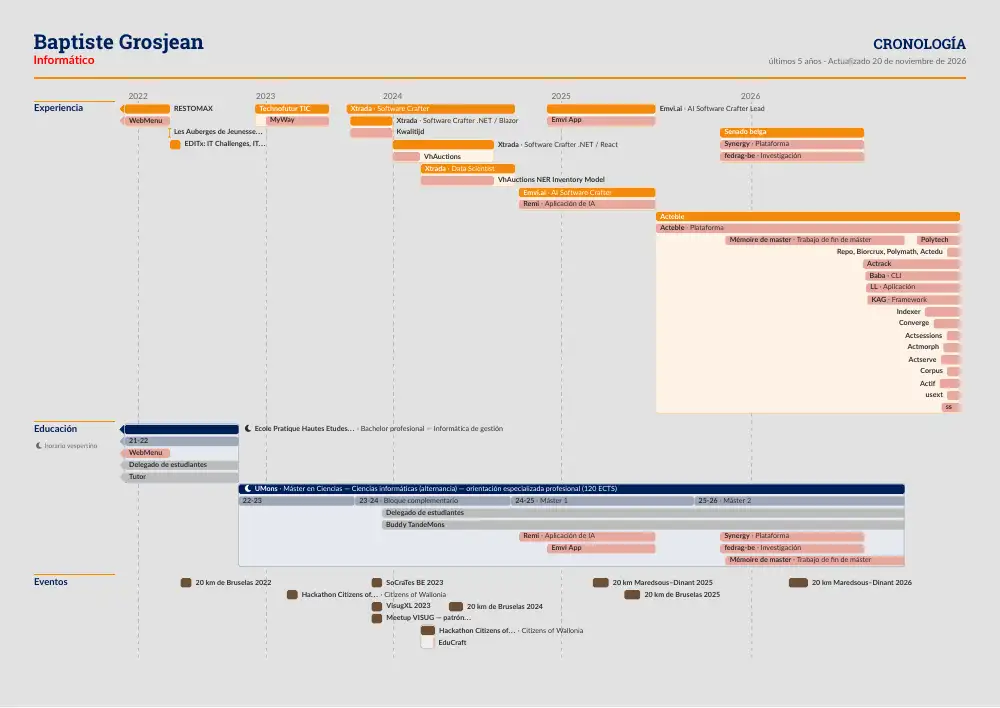 Baptiste Grosjean
CRONOLOGÍA
Informático
últimos 5 años · Actualizado 20 de noviembre de 2026
2022 2023 2024 2025 2026
Experiencia
RESTOMAX
Technofutur TIC
Xtrada · Software Crafter
Emvi.ai · AI Software Crafter Lead
WebMenu
MyWay
Xtrada · Software Crafter .NET / Blazor
Emvi App
Les Auberges de Jeunesse...
Kwalitijd
Senado belga
EDITx: IT Challenges, IT...
Xtrada · Software Crafter .NET / React
Synergy · Plataforma
VhAuctions
fedrag-be · Investigación
Xtrada · Data Scientist
VhAuctions NER Inventory Model
Emvi.ai · AI Software Crafter
Remi · Aplicación de IA
Acteble
Acteble · Plataforma
Mémoire de master · Trabajo de fin de máster
Polytech
Repo, Biorcrux, Polymath, Actedu
Actrack
Baba · CLI
LL · Aplicación
KAG · Framework
Indexer
Converge
Actsessions
Actmorph
Actserve
Corpus
Actif
usext
ss
Educación
Ecole Pratique Hautes Etudes... · Bachelor profesional — Informática de gestión
21-22
horario vespertino
WebMenu
Delegado de estudiantes
Tutor
UMons · Máster en Ciencias — Ciencias informáticas (alternancia) — orientación especializada profesional (120 ECTS)
22-23
23-24 · Bloque complementario
24-25 · Máster 1
25-26 · Máster 2
Delegado de estudiantes
Buddy TandeMons
Remi · Aplicación de IA
Synergy · Plataforma
Emvi App
fedrag-be · Investigación
Mémoire de master · Trabajo de fin de máster
Eventos
20 km de Bruselas 2022
SoCraTes BE 2023
20 km Maredsous–Dinant 2025
20 km Maredsous–Dinant 2026
Hackathon Citizens of... · Citizens of Wallonia
20 km de Bruselas 2025
VisugXL 2023
20 km de Bruselas 2024
Meetup VISUG — patrón...
Hackathon Citizens of... · Citizens of Wallonia
EduCraft